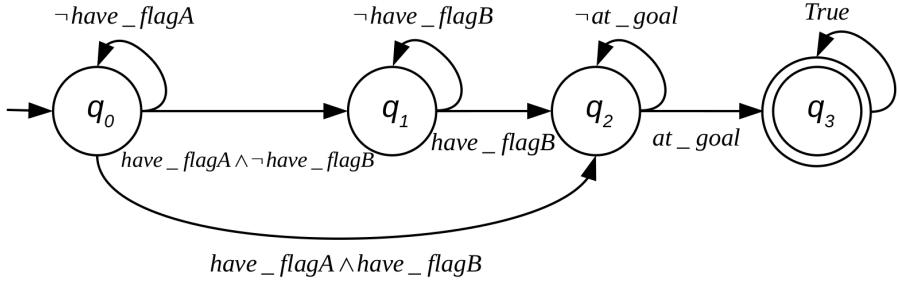 ¬have_flagA
¬have_flagB
¬at_goal
True
q0
q1
q2
q3
have_flagA∧¬have_flagB
have_flagB
at_goal
have_flagA∧have_flagB